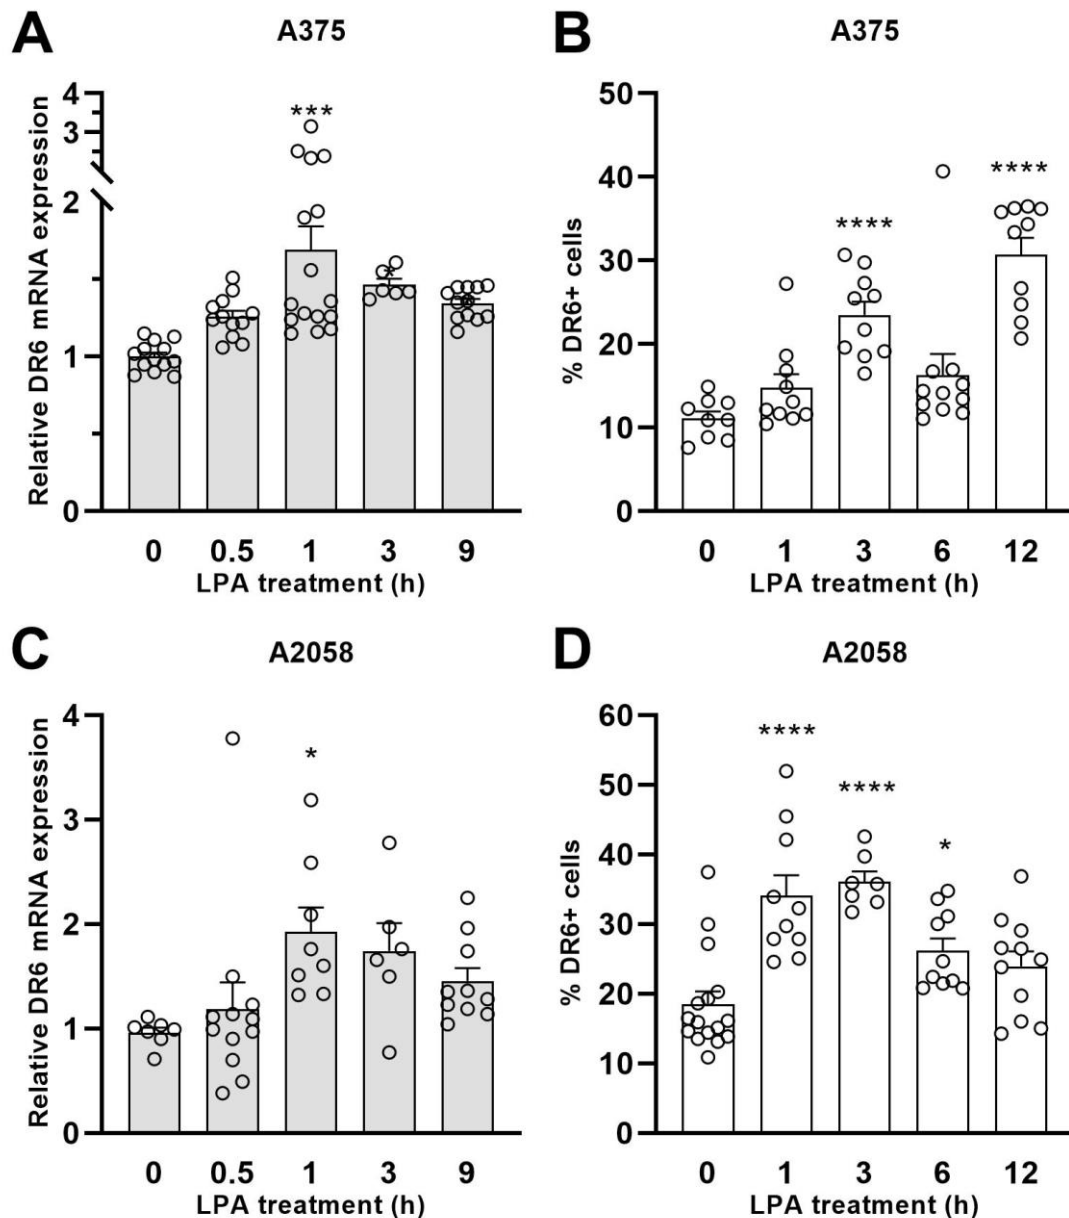 A
A375
Relative DR6 mRNA expression
4
3
2
1
0
***
*
*
0 0.5 1 3 9
LPA treatment (h)
B
A375
% DR6+ cells
50
40
30
20
10
0
****
****
0 1 3 6 12
LPA treatment (h)
C
A2058
Relative DR6 mRNA expression
4
3
2
1
0
*
0 0.5 1 3 9
LPA treatment (h)
D
A2058
% DR6+ cells
60
50
40
30
20
10
0
****
****
*
0 1 3 6 12
LPA treatment (h)